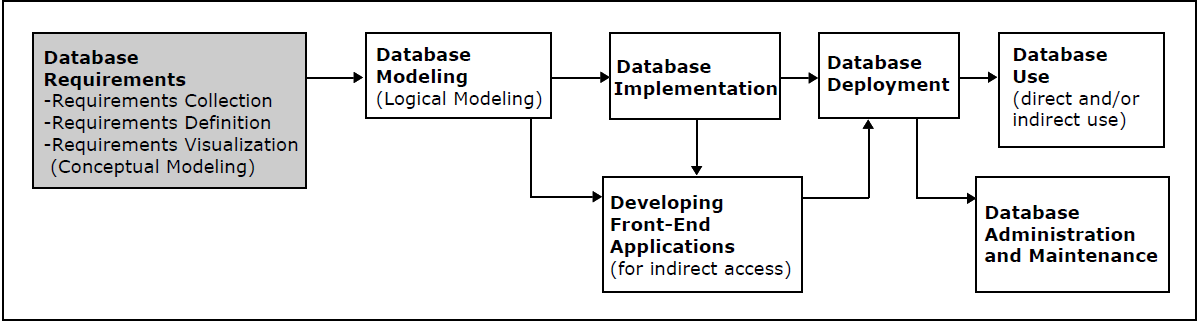 Database
Requirements
-Requirements Collection
-Requirements Definition
-Requirements Visualization
(Conceptual Modeling)
Database
Modeling
(Logical Modeling)
Database
Implementation
Database
Deployment
Database
Use
(direct and/or
indirect use)
Developing
Front-End
Applications
(for indirect access)
Database
Administration
and Maintenance